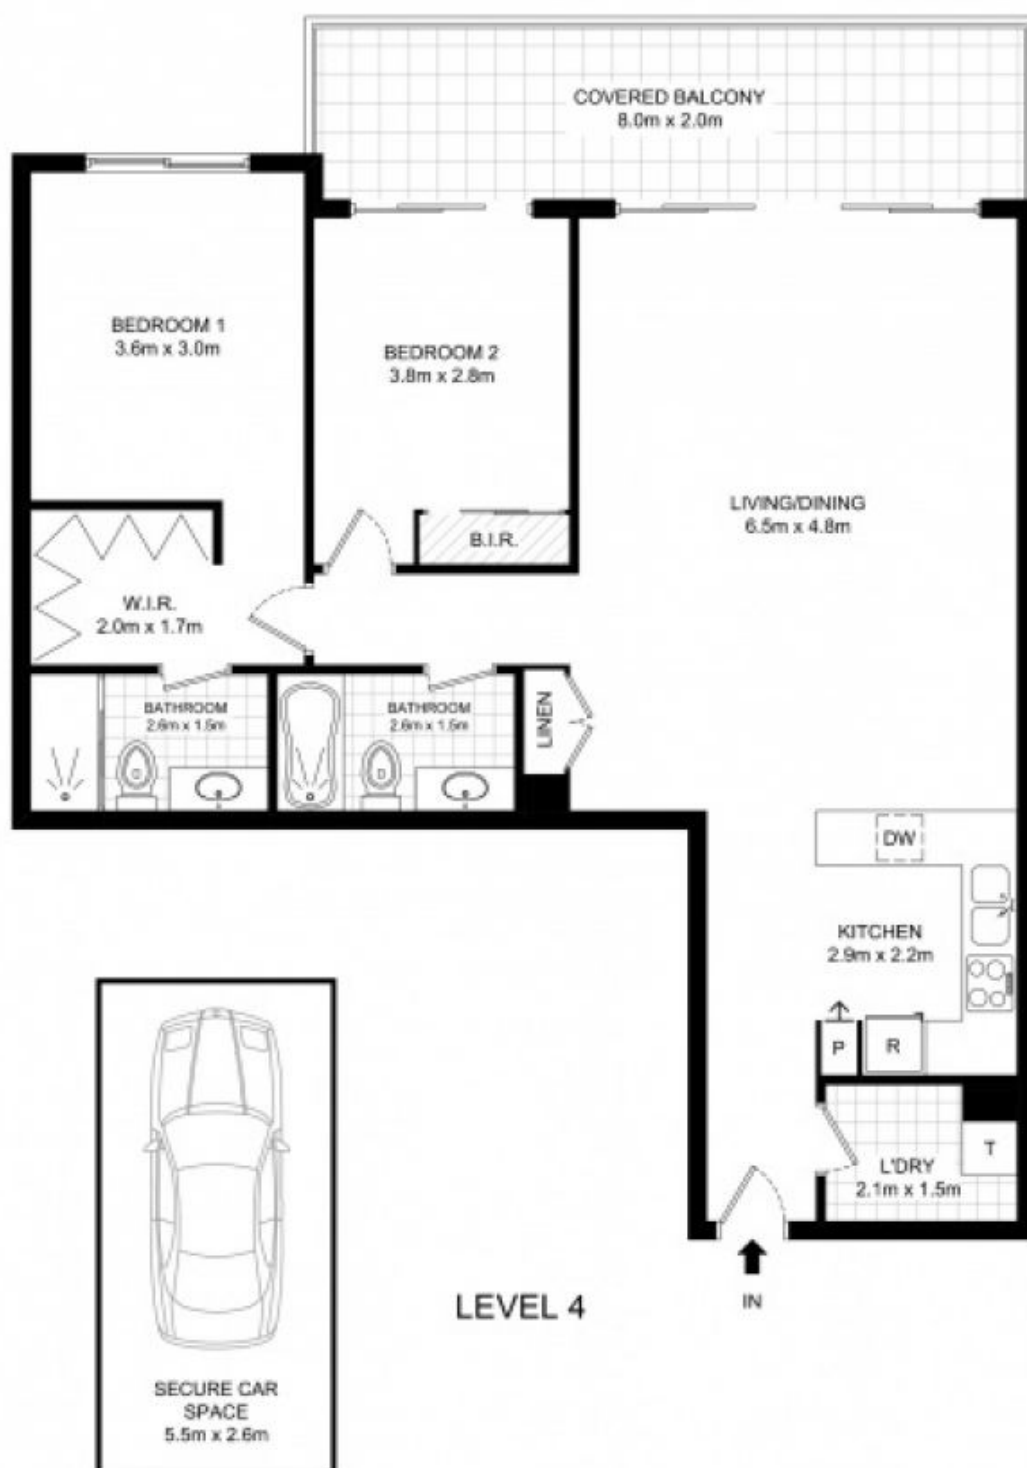 COVERED BALCONY
8.0m x 2.0m
BEDROOM 1
3.6m x 3.0m
BEDROOM 2
3.8m x 2.8m
LIVING/DINING
6.5m x 4.8m
B.I.R.
W.I.R.
2.0m x 1.7m
BATHROOM
2.6m x 1.5m
BATHROOM
2.6m x 1.5m
LINEN
DW
KITCHEN
2.9m x 2.2m
P
R
L'DRY
2.1m x 1.5m
T
IN
LEVEL 4
SECURE CAR
SPACE
5.5m x 2.6m